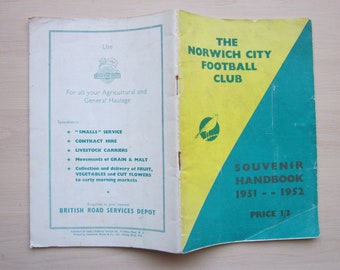 Use
For all your Agricultural and
General Haulage
"SMALLS" SERVICE
CONTRACT HIRE
LIVESTOCK CARRIERS
Movements of GRAIN & MALT
Collection and delivery of FRUIT,
VEGETABLES and CUT FLOWERS
to early morning markets
BRITISH ROAD SERVICES DEPOT
THE
NORWICH CITY
FOOTBALL
CLUB
SOUVENIR
HANDBOOK
1951 - - 1952
PRICE 1/3